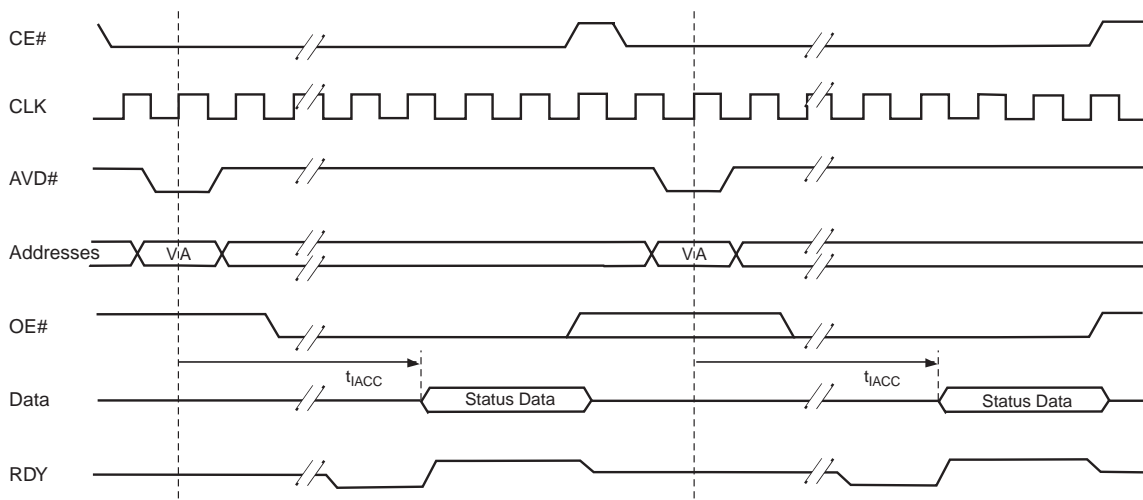 CE#
CLK
AVD#
Addresses VA VA
OE#
tIACC tIACC
Data Status Data Status Data
RDY